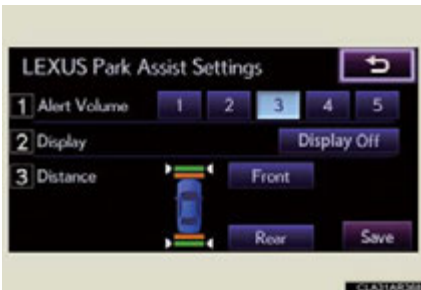 LEXUS Park Assist Settings
1 Alert Volume 1 2 3 4 5
2 Display Display Off
3 Distance Front
Rear Save